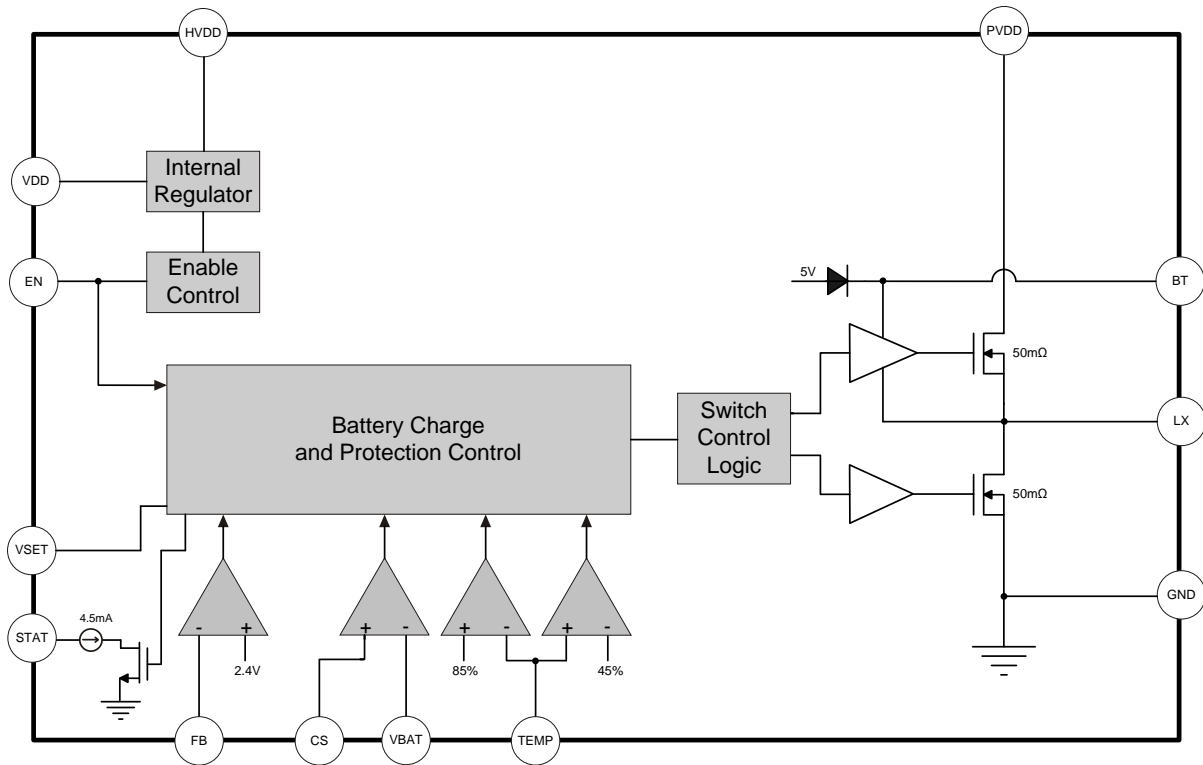 HVDD
PVDD
Internal
Regulator
VDD
Enable
Control
EN
5V
BT
50mΩ
Battery Charge
and Protection Control
Switch
Control
Logic
LX
50mΩ
VSET
GND
STAT
4.5mA
- +
+ -
+ -
+ -
2.4V
85%
45%
FB
CS
VBAT
TEMP